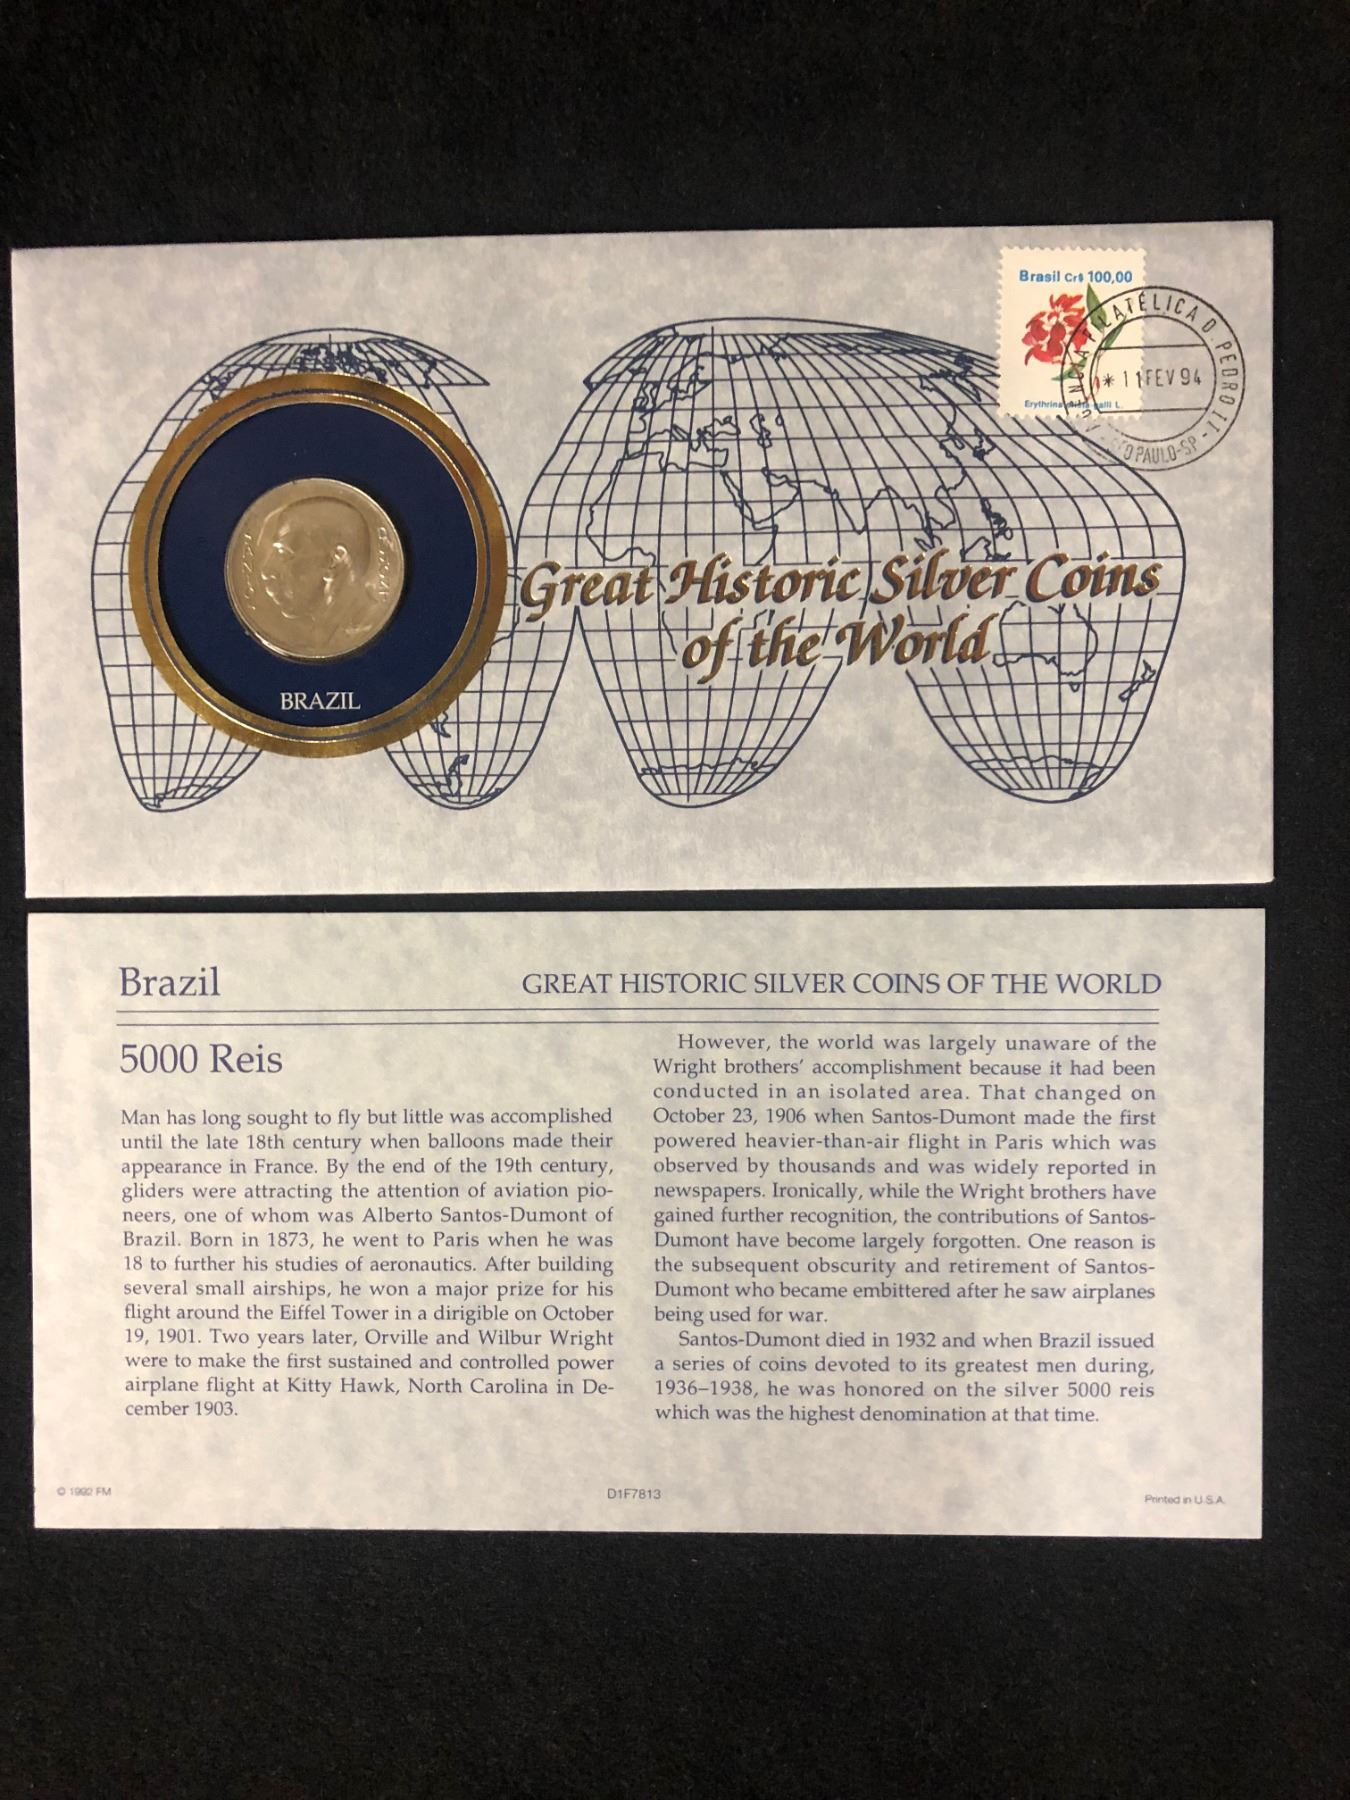 Brasil Cr$ 100,00
Erythrina crista-galli L.
FILATÉLICA D. PEDRO II -
* 11 FEV 94
SÃO PAULO-SP -
SANTOS
BRAZIL
Great Historic Silver Coins
of the World
Brazil
GREAT HISTORIC SILVER COINS OF THE WORLD
5000 Reis
Man has long sought to fly but little was accomplished
until the late 18th century when balloons made their
appearance in France. By the end of the 19th century,
gliders were attracting the attention of aviation pio-
neers, one of whom was Alberto Santos-Dumont of
Brazil. Born in 1873, he went to Paris when he was
18 to further his studies of aeronautics. After building
several small airships, he won a major prize for his
flight around the Eiffel Tower in a dirigible on October
19, 1901. Two years later, Orville and Wilbur Wright
were to make the first sustained and controlled power
airplane flight at Kitty Hawk, North Carolina in De-
cember 1903.
However, the world was largely unaware of the
Wright brothers' accomplishment because it had been
conducted in an isolated area. That changed on
October 23, 1906 when Santos-Dumont made the first
powered heavier-than-air flight in Paris which was
observed by thousands and was widely reported in
newspapers. Ironically, while the Wright brothers have
gained further recognition, the contributions of Santos-
Dumont have become largely forgotten. One reason is
the subsequent obscurity and retirement of Santos-
Dumont who became embittered after he saw airplanes
being used for war.
Santos-Dumont died in 1932 and when Brazil issued
a series of coins devoted to its greatest men during,
1936–1938, he was honored on the silver 5000 reis
which was the highest denomination at that time.
© 1992 FM
D1F7813
Printed in U.S.A.